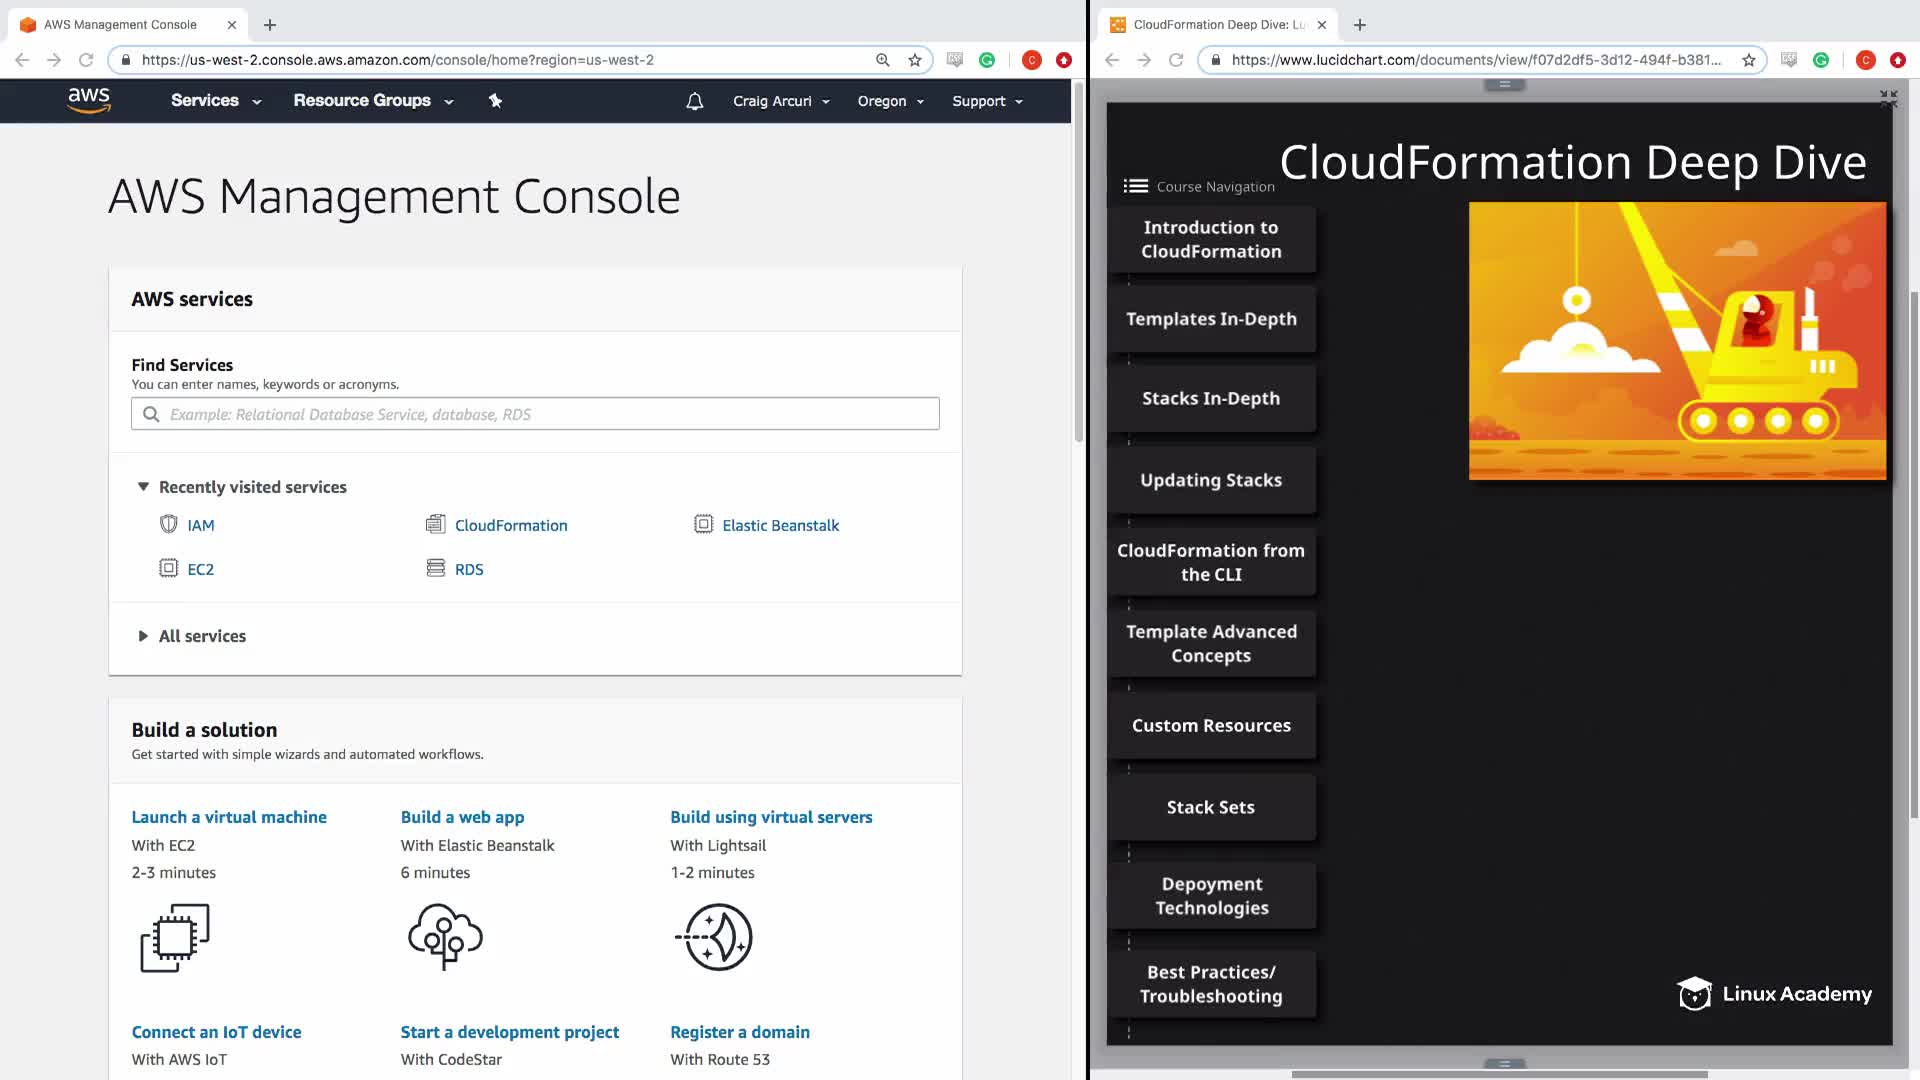 AWS Management Console
https://us-west-2.console.aws.amazon.com/console/home?region=us-west-2
C
aws
Services
Resource Groups
Craig Arcuri
Oregon
Support
AWS Management Console
AWS services
Find Services
You can enter names, keywords or acronyms.
Example: Relational Database Service, database, RDS
Recently visited services
IAM
CloudFormation
Elastic Beanstalk
EC2
RDS
All services
Build a solution
Get started with simple wizards and automated workflows.
Launch a virtual machine
With EC2
2-3 minutes
Build a web app
With Elastic Beanstalk
6 minutes
Build using virtual servers
With Lightsail
1-2 minutes
Connect an IoT device
With AWS IoT
Start a development project
With CodeStar
Register a domain
With Route 53
CloudFormation Deep Dive: Lu
https://www.lucidchart.com/documents/view/f07d2df5-3d12-494f-b381...
C
CloudFormation Deep Dive
Course Navigation
Introduction to
CloudFormation
Templates In-Depth
Stacks In-Depth
Updating Stacks
CloudFormation from
the CLI
Template Advanced
Concepts
Custom Resources
Stack Sets
Depoyment
Technologies
Best Practices/
Troubleshooting
Linux Academy